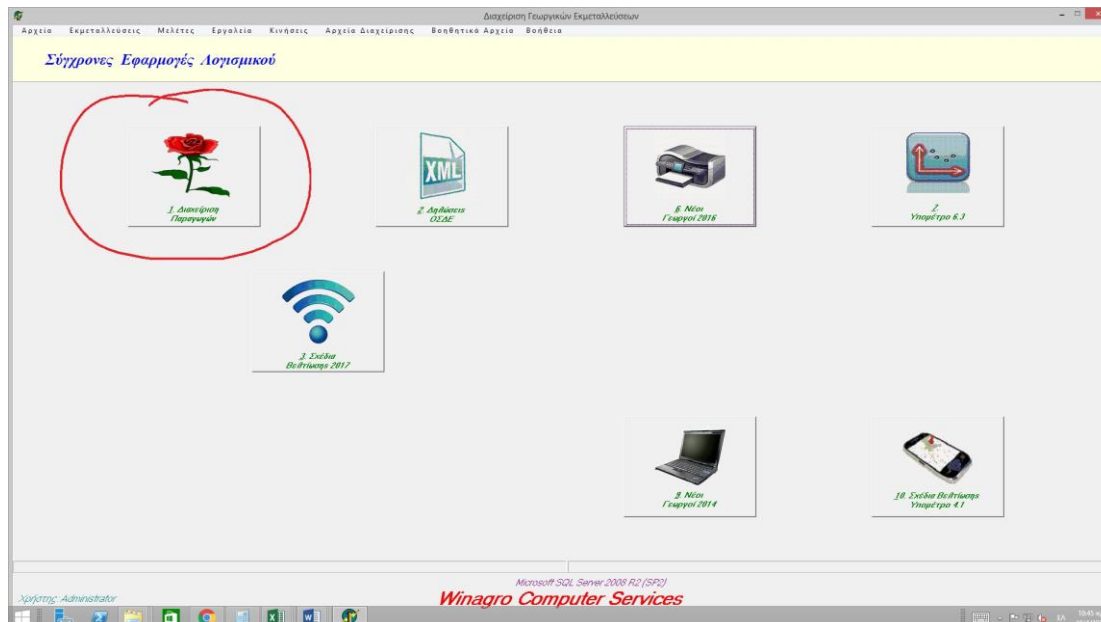 Διαχείριση Γεωργικών Εκμεταλλεύσεων
Αρχεία Εκμεταλλεύσεις Μελέτες Εργαλεία Κινήσεις Αρχεία Διαχείρισης Βοηθητικά Αρχεία Βοήθεια
Σύγχρονες Εφαρμογές Λογισμικού
XML
1. Διαχείριση
Παραγωγών
2. Δηλώσεις
ΟΣΔΕ
6. Νέοι
Γεωργοί 2016
7.
Υπομέτρο 6.3
3. Σχέδια
Βελτίωσης 2017
9. Νέοι
Γεωργοί 2014
10. Σχέδια Βελτίωσης
Υπομέτρο 4.1
Microsoft SQL Server 2008 R2 (SP2)
Χρήστης: Administrator
Winagro Computer Services
ΕΛ